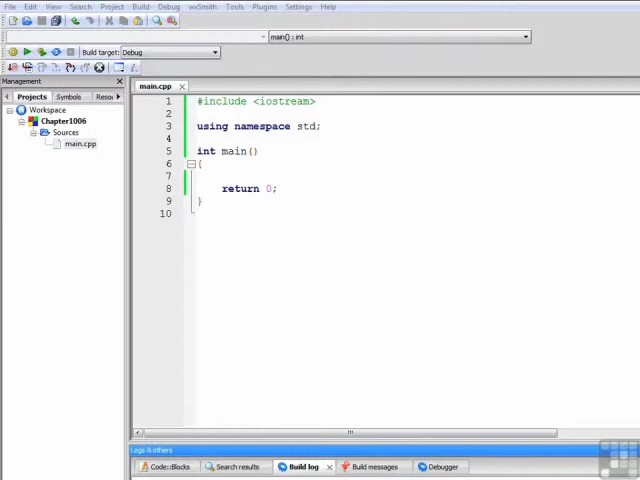 File Edit View Search Project Build Debug wxSmith Tools Plugins Settings Help
main() : int
Build target: Debug
Management
Projects Symbols Resou
main.cpp
Workspace
Chapter1006
Sources
main.cpp
1 #include <iostream>
2
3 using namespace std;
4
5 int main()
6 {
7
8 return 0;
9 }
10
Logs & others
Code::Blocks Search results Build log Build messages Debugger